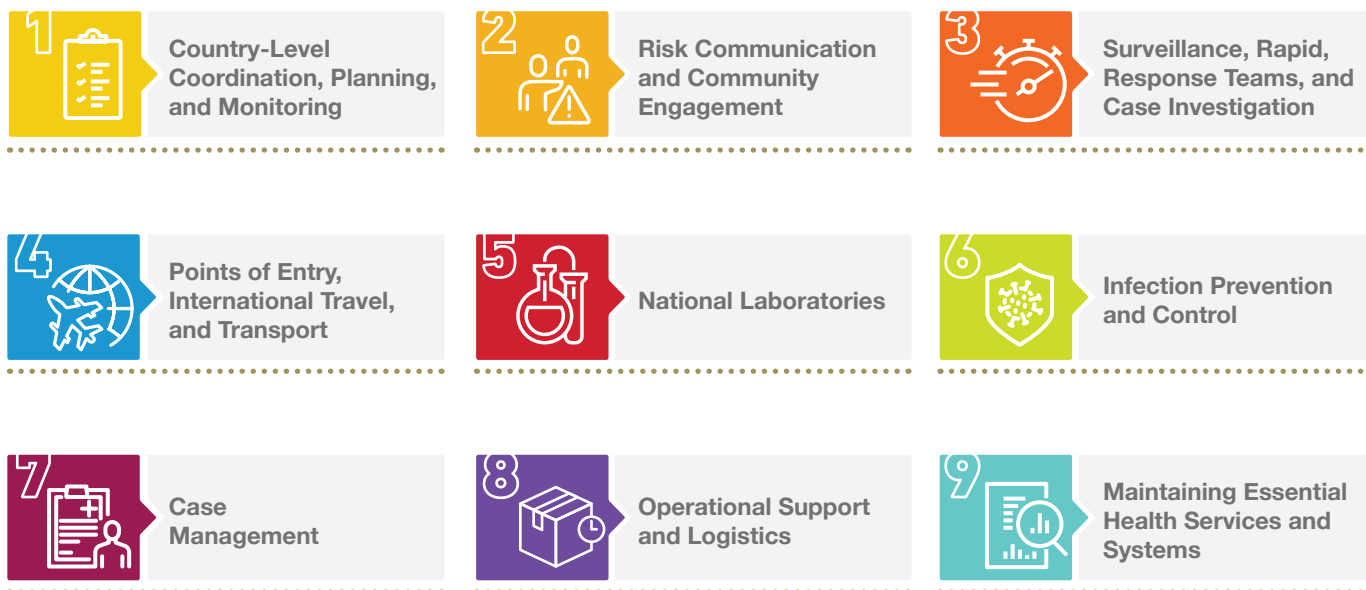 1
Country-Level
Coordination, Planning,
and Monitoring
2
Risk Communication
and Community
Engagement
3
Surveillance, Rapid,
Response Teams, and
Case Investigation
4
Points of Entry,
International Travel,
and Transport
5
National Laboratories
6
Infection Prevention
and Control
7
Case
Management
8
Operational Support
and Logistics
9
Maintaining Essential
Health Services and
Systems